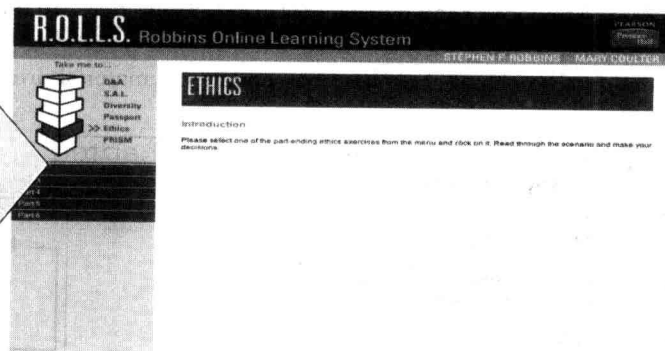 R.O.L.L.S. Robbins Online Learning System
PEARSON
Prentice
Hall
STEPHEN P. ROBBINS MARY COULTER
Take me to...
Q&A
S.A.L.
Diversity
Passport
>> Ethics
PRISM
ETHICS
Introduction
Please select one of the part-ending ethics exercises from the menu and click on it. Read through the scenario and make your
decisions.
Part 5
Part 6